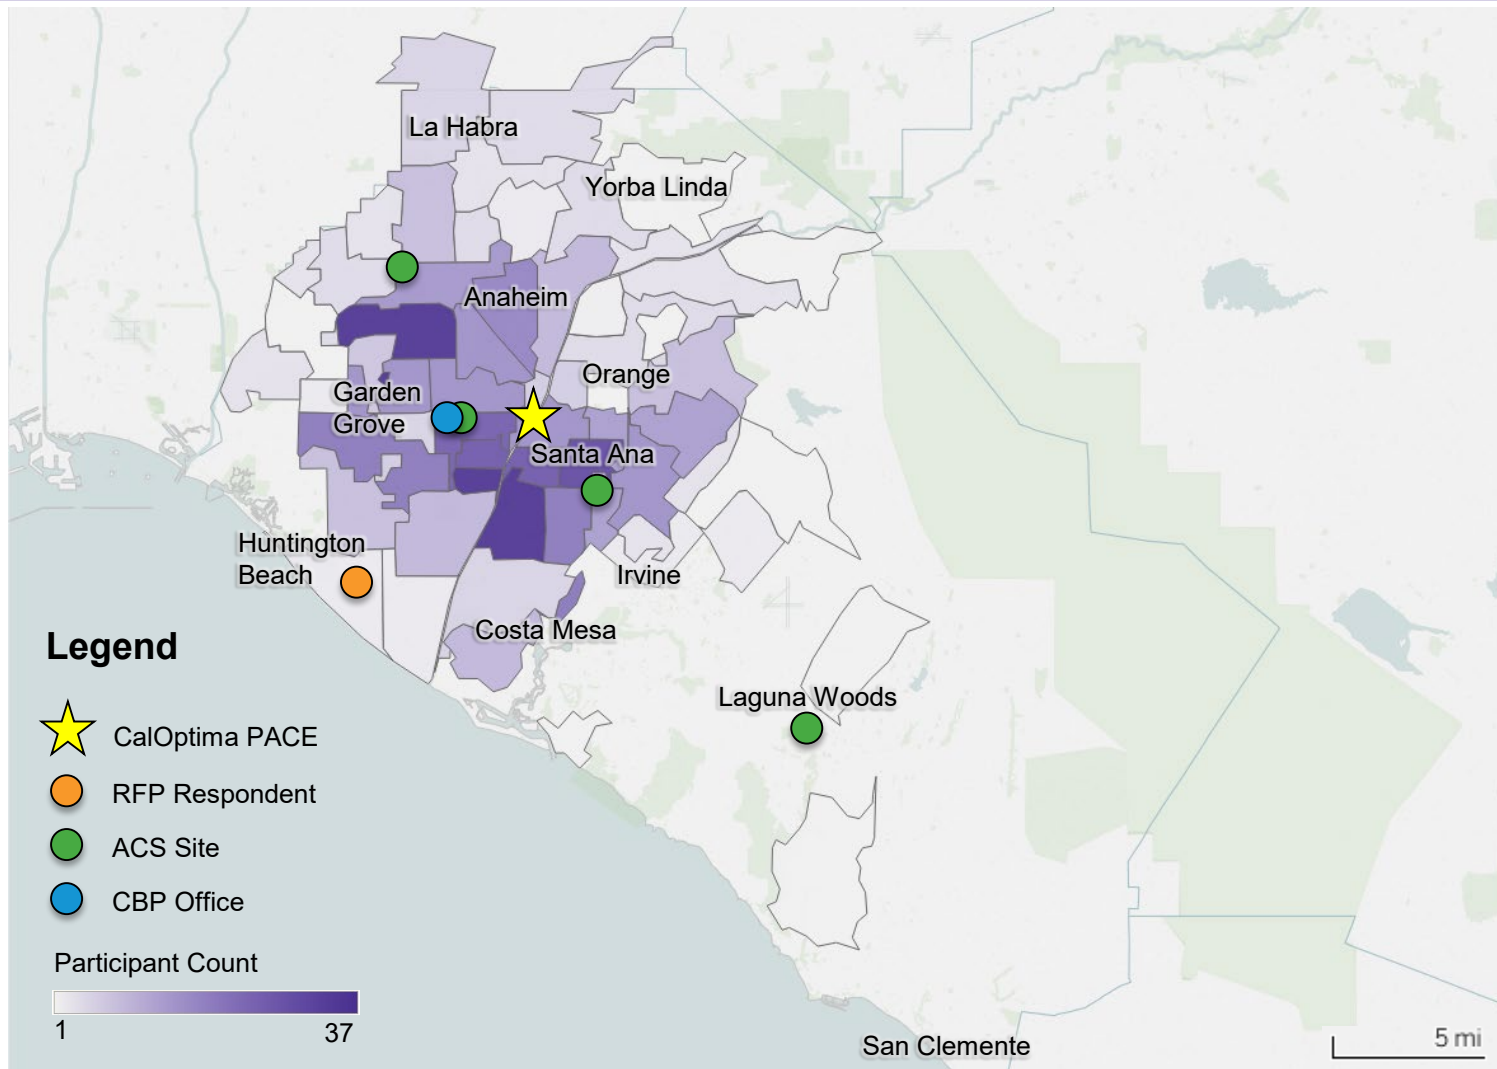 La Habra
Yorba Linda
Anaheim
Orange
Garden
Grove
Santa Ana
Huntington
Beach
Irvine
Costa Mesa
Laguna Woods
San Clemente
Legend
CalOptima PACE
RFP Respondent
ACS Site
CBP Office
Participant Count
1
37
5 mi